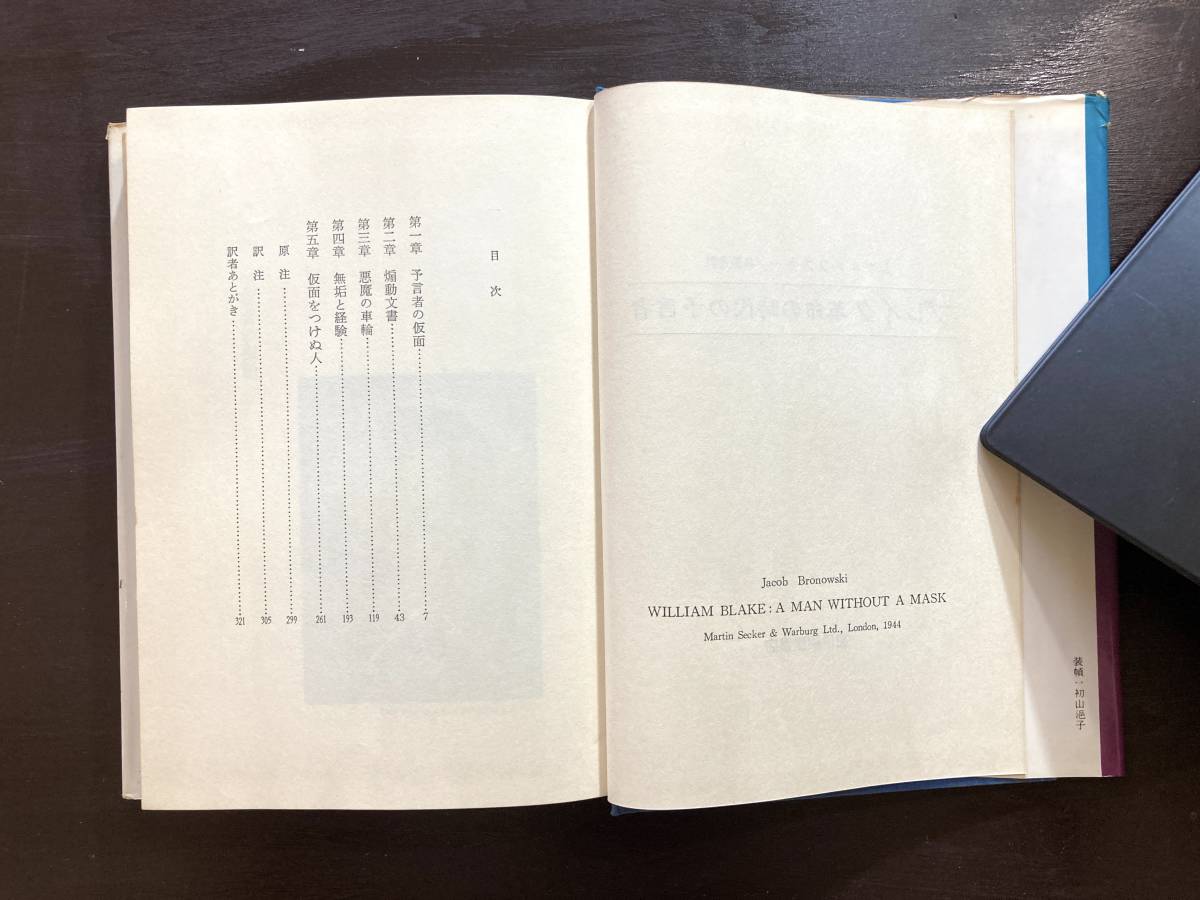 Jacob Bronowski
WILLIAM BLAKE: A MAN WITHOUT A MASK
Martin Secker & Warburg Ltd., London, 1944
目次
第一章 予言者の仮面 7
第二章 煽動文書 43
第三章 悪魔の車輪 119
第四章 無垢と経験 193
第五章 仮面をつけぬ人 261
原注 299
訳注 305
訳者あとがき 321
装幀―初山滋子